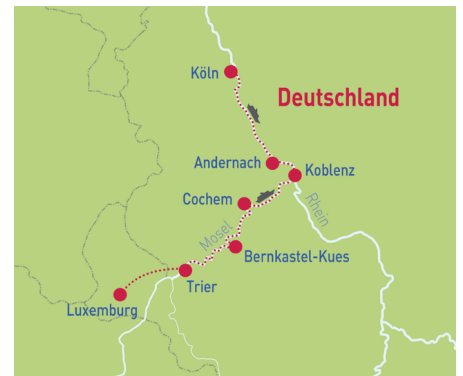 Köln
Deutschland
Andernach
Koblenz
Cochem
Rhein
Mosel
Bernkastel-Kues
Trier
Luxemburg